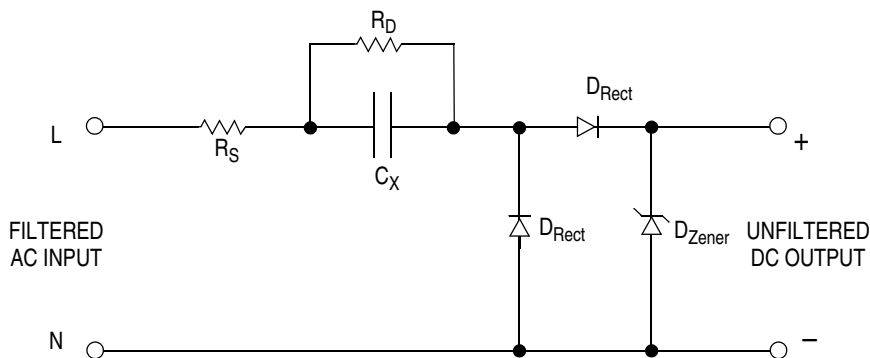 R_D
D_Rect
L
R_S
C_X
+
FILTERED
AC INPUT
D_Rect
D_Zener
UNFILTERED
DC OUTPUT
N
−